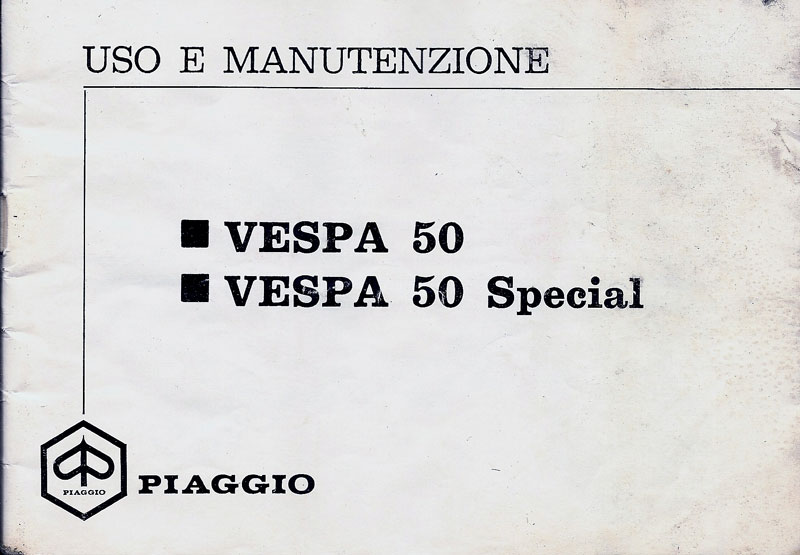 USO E MANUTENZIONE
■ VESPA 50
■ VESPA 50 Special
PIAGGIO
PIAGGIO